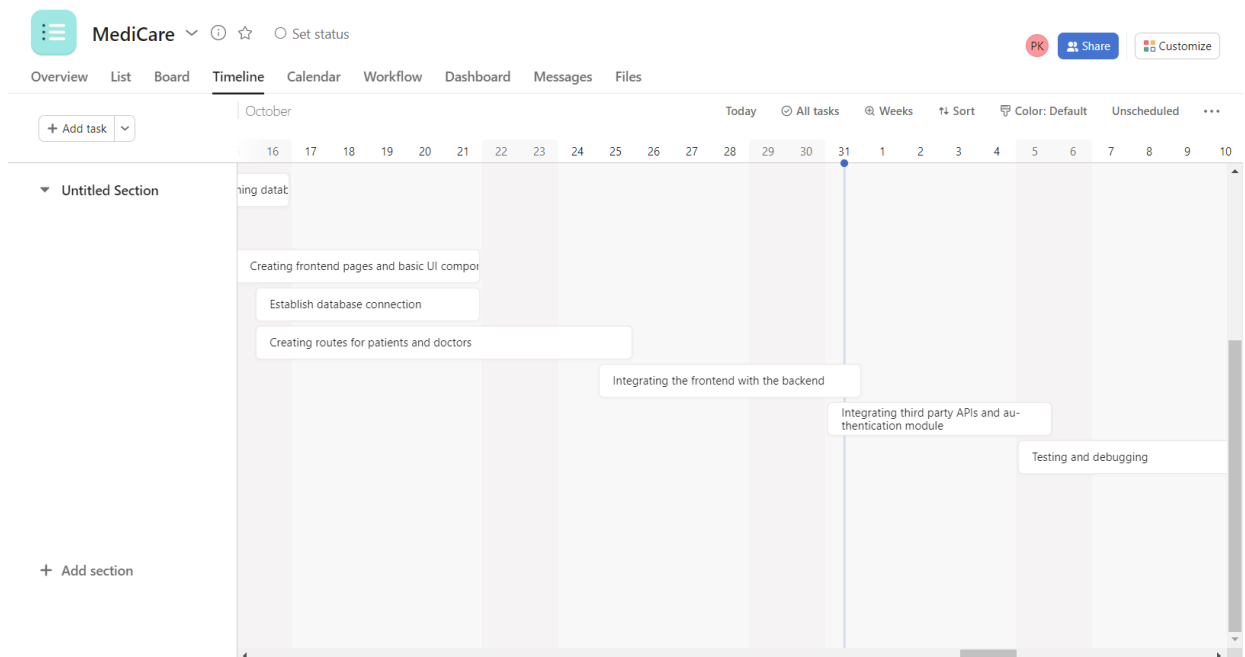 MediCare
Set status
PK
Share
Customize
Overview List Board Timeline Calendar Workflow Dashboard Messages Files
+ Add task
October
Today All tasks Weeks Sort Color: Default Unscheduled
16 17 18 19 20 21 22 23 24 25 26 27 28 29 30 31 1 2 3 4 5 6 7 8 9 10
Untitled Section
ning datab
Creating frontend pages and basic UI compor
Establish database connection
Creating routes for patients and doctors
Integrating the frontend with the backend
Integrating third party APIs and au-
thentication module
Testing and debugging
+ Add section